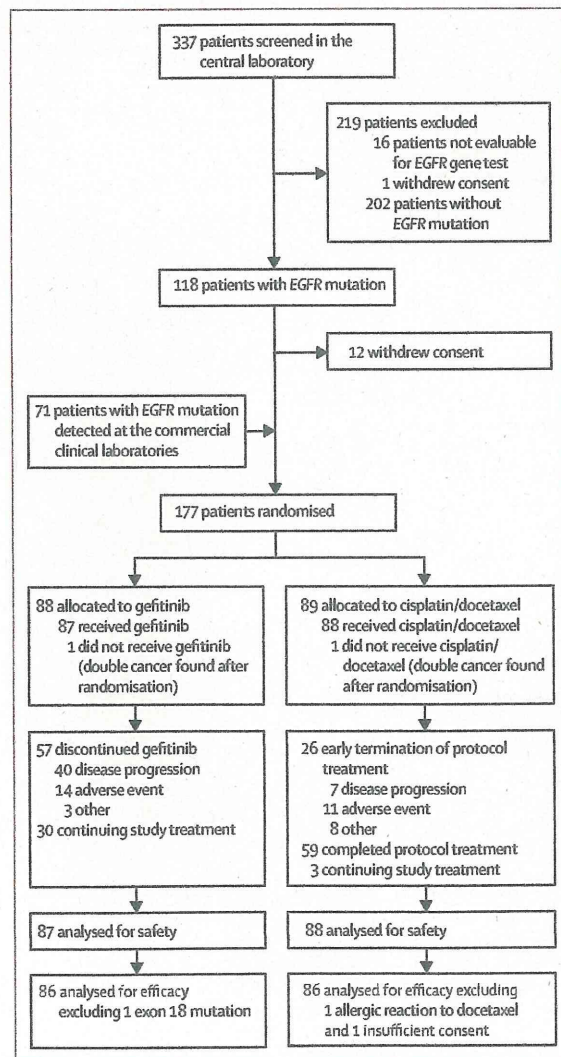 337 patients screened in the
central laboratory
219 patients excluded
16 patients not evaluable
for EGFR gene test
1 withdrew consent
202 patients without
EGFR mutation
118 patients with EGFR mutation
12 withdrew consent
71 patients with EGFR mutation
detected at the commercial
clinical laboratories
177 patients randomised
88 allocated to gefitinib
87 received gefitinib
1 did not receive gefitinib
(double cancer found after
randomisation)
89 allocated to cisplatin/docetaxel
88 received cisplatin/docetaxel
1 did not receive cisplatin/
docetaxel (double cancer found
after randomisation)
57 discontinued gefitinib
40 disease progression
14 adverse event
3 other
30 continuing study treatment
26 early termination of protocol
treatment
7 disease progression
11 adverse event
8 other
59 completed protocol treatment
3 continuing study treatment
87 analysed for safety
88 analysed for safety
86 analysed for efficacy
excluding 1 exon 18 mutation
86 analysed for efficacy excluding
1 allergic reaction to docetaxel
and 1 insufficient consent